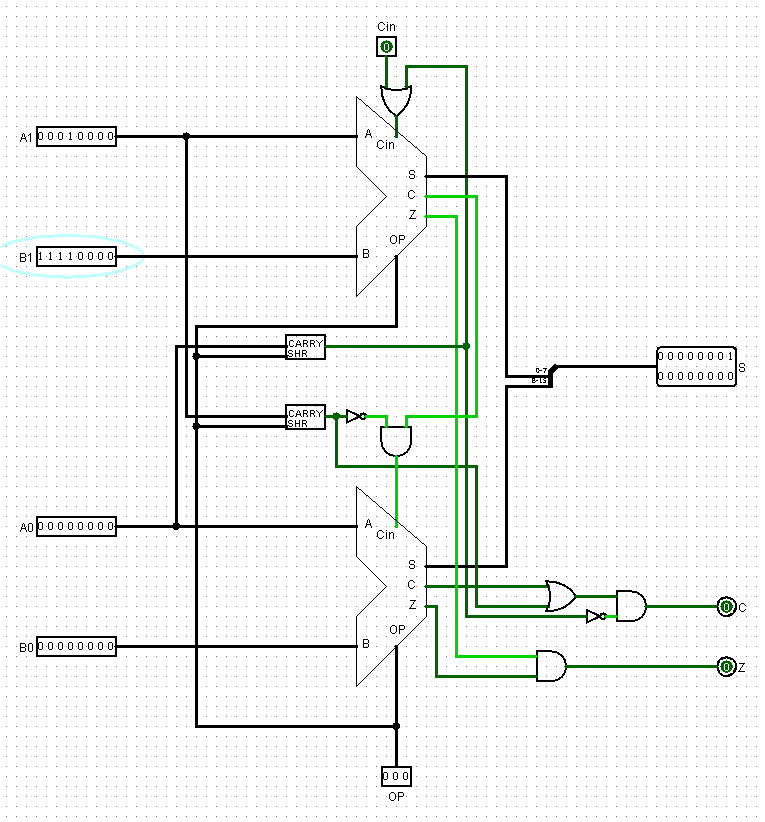 Cin
0
A1 00010000
A
Cin
S
C
Z
OP
B1 11110000
B
CARRY
SHR
0-7
8-15
00000001
00000000
S
CARRY
SHR
A0 00000000
A
Cin
S
C
Z
OP
0 C
B0 00000000
B
0 Z
000
OP